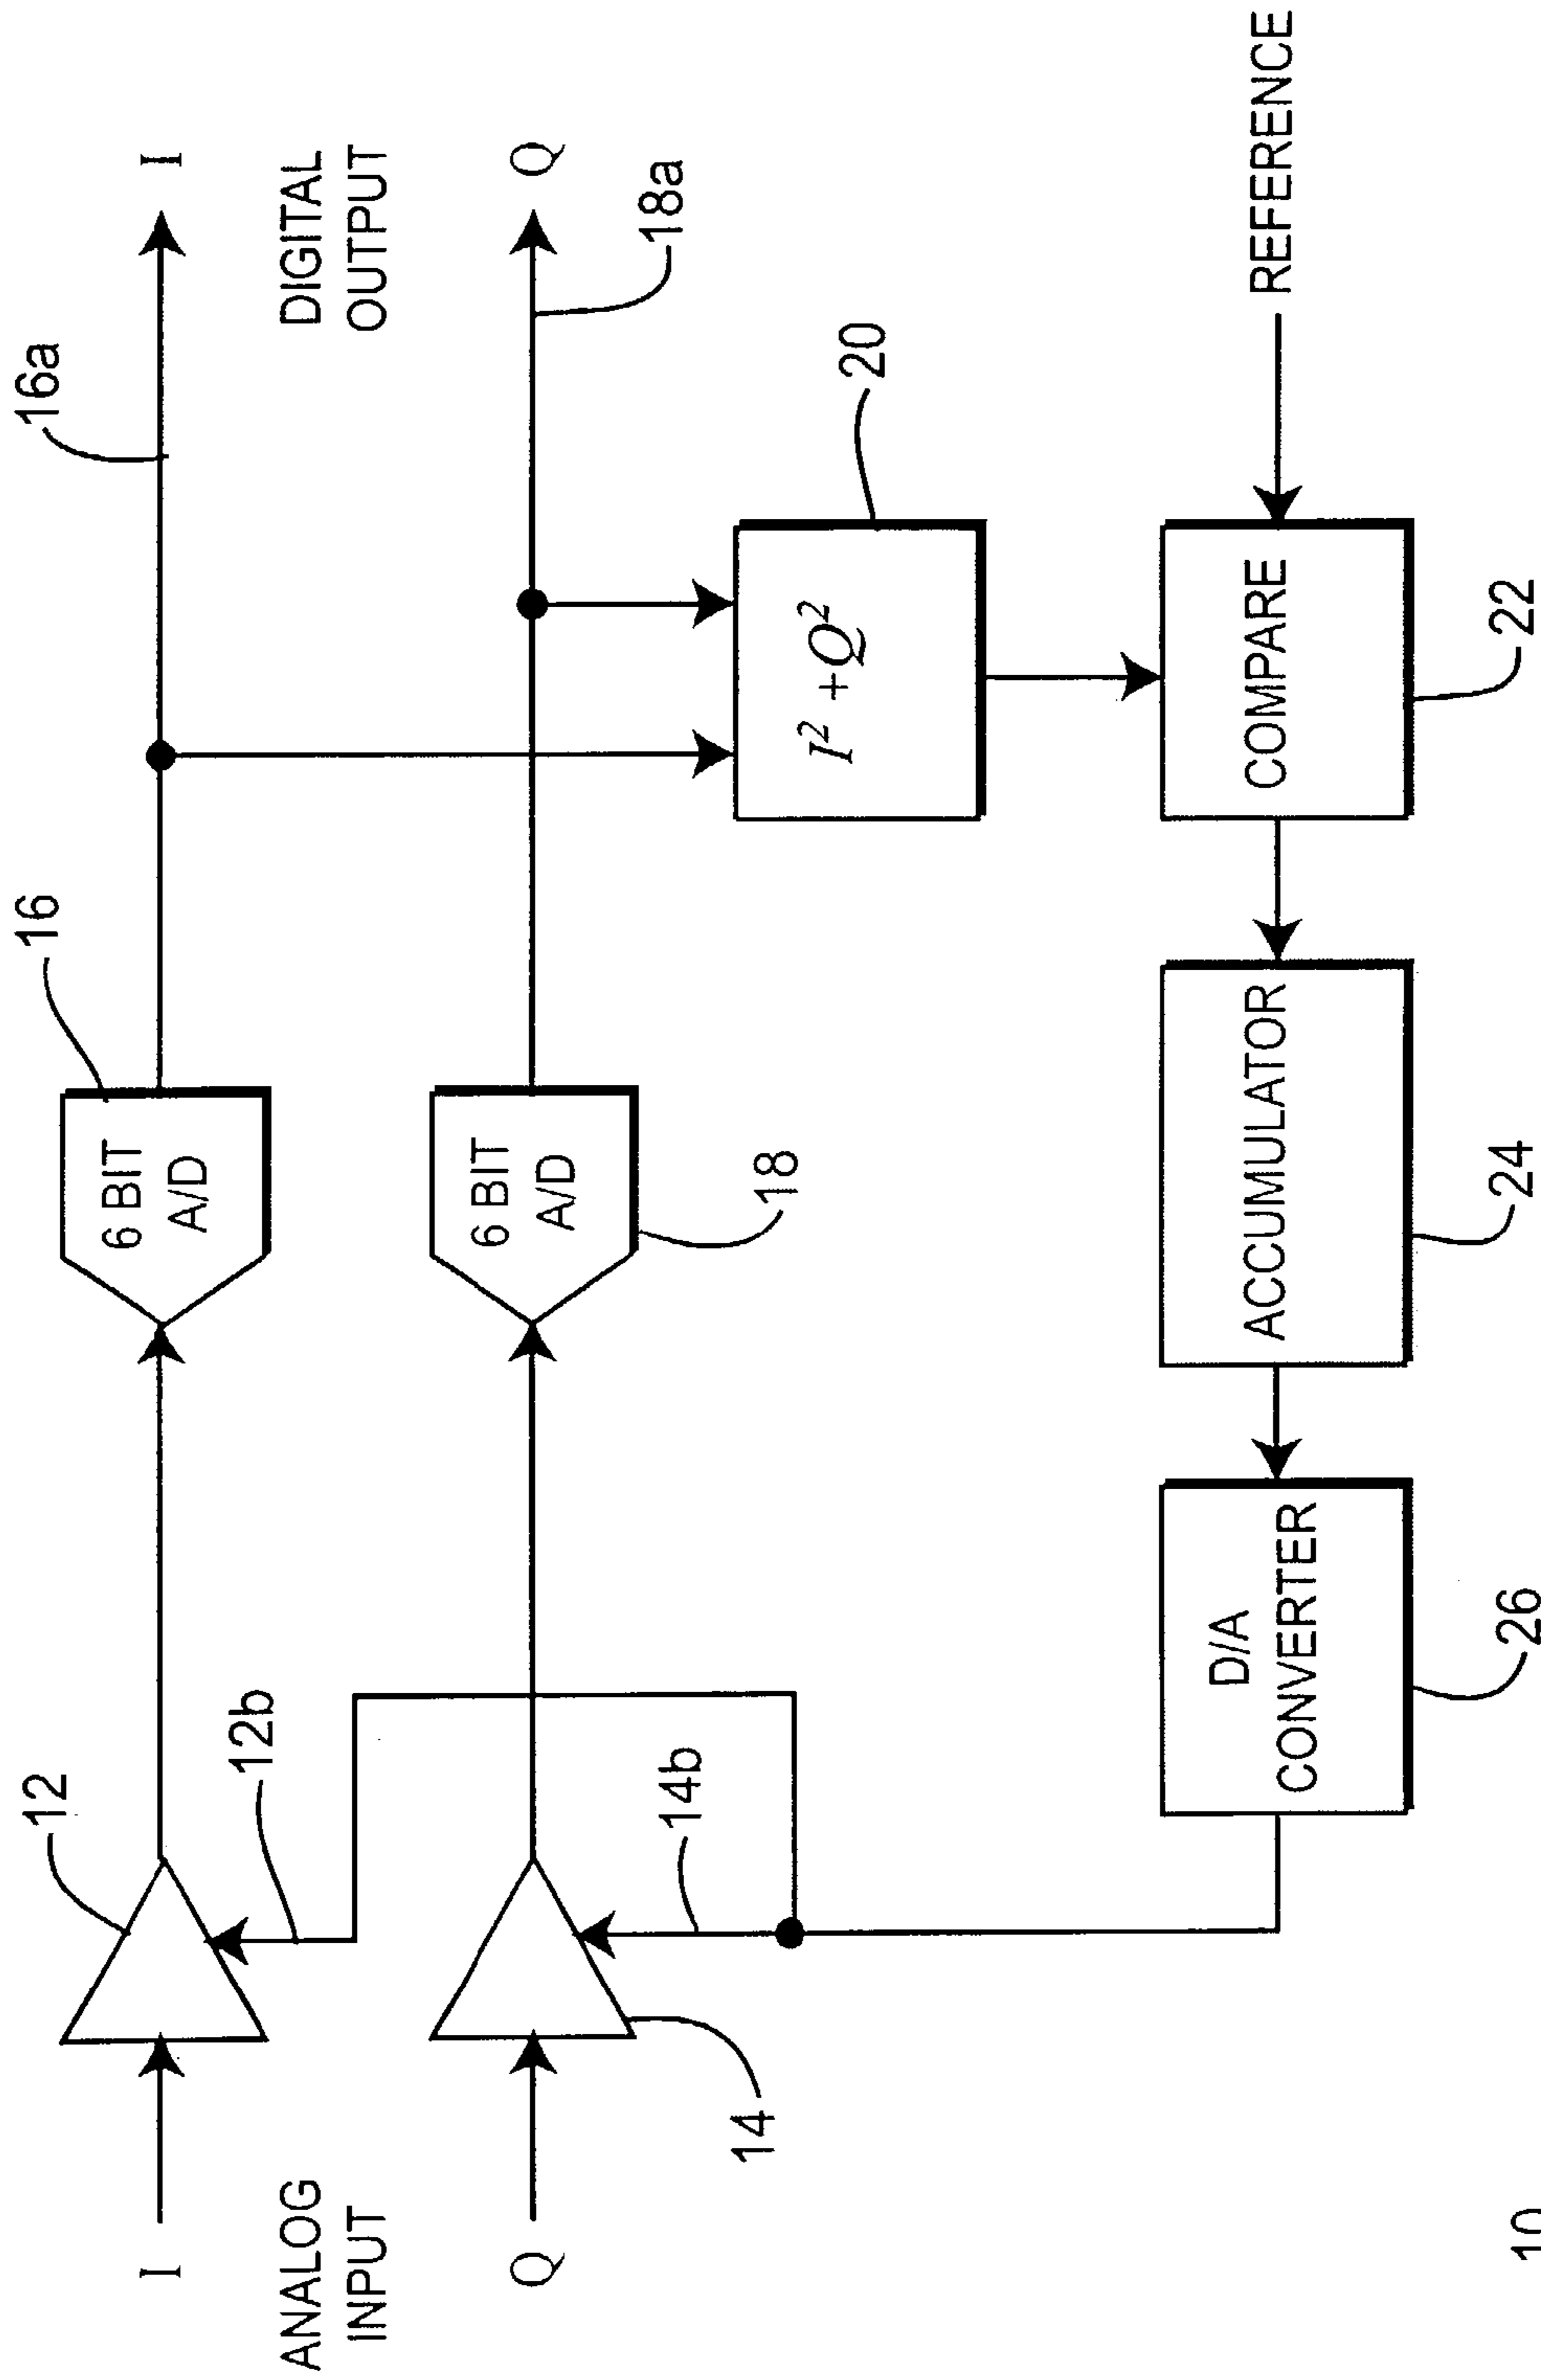 16a
I
16
12
I
DIGITAL
OUTPUT
6 BIT
A/D
12b
ANALOG
INPUT
Q
18a
6 BIT
A/D
18
14b
14
Q
20
I² +Q²
REFERENCE
COMPARE
ACCUMULATOR
D/A
CONVERTER
22
24
26
10